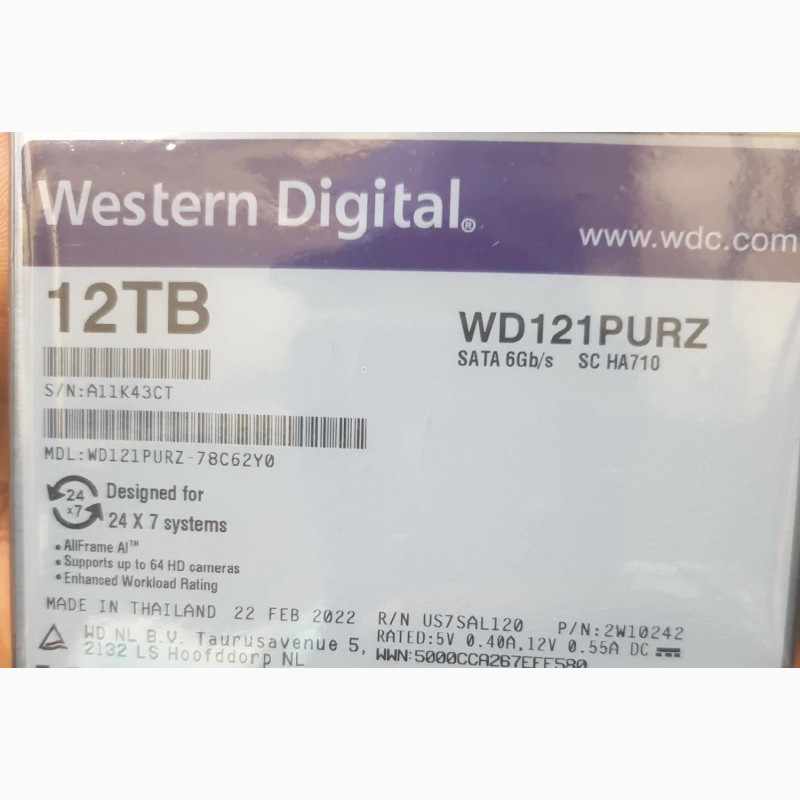 Western Digital®
www.wdc.com
12TB
WD121PURZ
SATA 6Gb/s SC HA710
S/N:A11K43CT
MDL:WD121PURZ-78C62Y0
24
x7
Designed for
24 X 7 systems
• AllFrame AI™
• Supports up to 64 HD cameras
• Enhanced Workload Rating
MADE IN THAILAND 22 FEB 2022
R/N US7SAL120 P/N:2W10242
WD NL B.V. Taurusavenue 5,
2132 LS Hoofddorp NL
RATED:5V 0.40A,12V 0.55A DC
WWN:5000CCA267EFF580